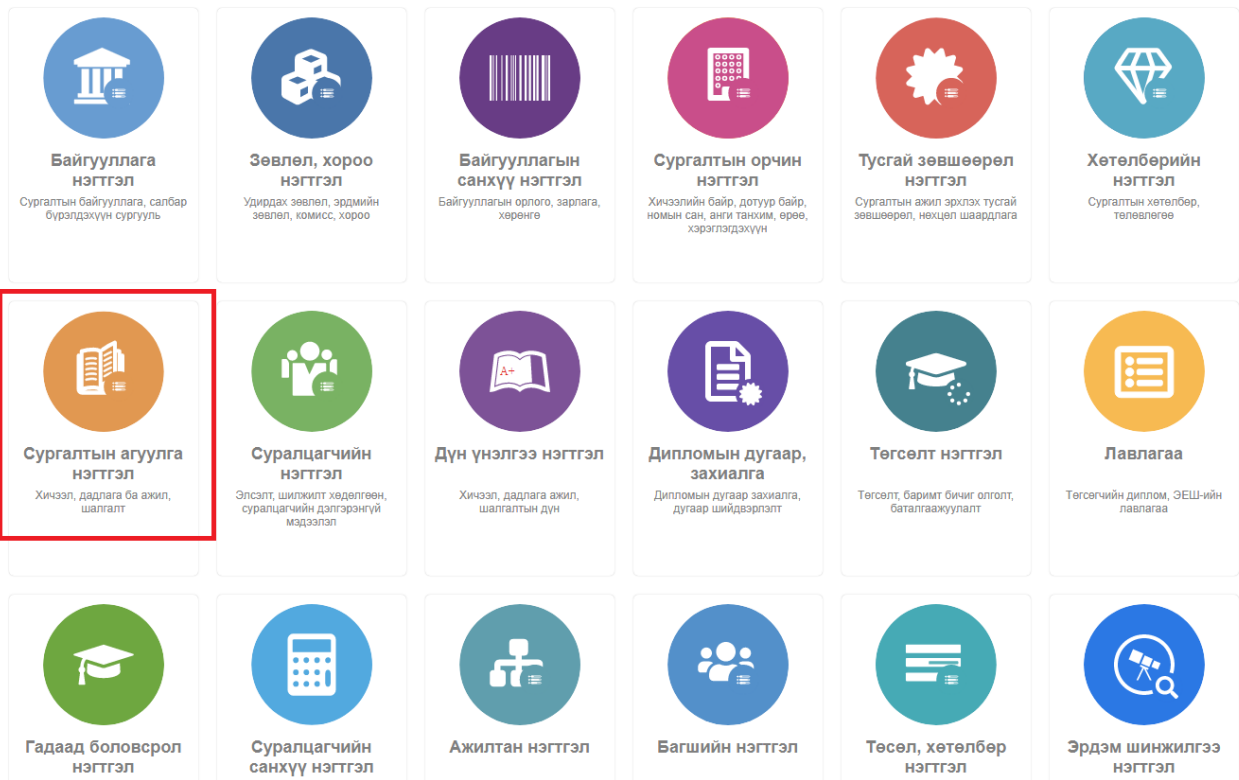 Байгууллага
нэгтгэл
Сургалтын байгууллага, салбар
бүрэлдэхүүн сургууль
Зөвлөл, хороо
нэгтгэл
Удирдах зөвлөл, эрдмийн
зөвлөл, комисс, хороо
Байгууллагын
санхүү нэгтгэл
Байгууллагын орлого, зарлага,
хөрөнгө
Сургалтын орчин
нэгтгэл
Хичээлийн байр, дотуур байр,
номын сан, анги танхим, өрөө,
хэрэглэгдэхүүн
Тусгай зөвшөөрөл
нэгтгэл
Сургалтын ажил эрхлэх тусгай
зөвшөөрөл, нөхцөл шаардлага
Хөтөлбөрийн
нэгтгэл
Сургалтын хөтөлбөр,
төлөвлөгөө
Сургалтын агуулга
нэгтгэл
Хичээл, дадлага ба ажил,
шалгалт
Суралцагчийн
нэгтгэл
Элсэлт, шилжилт хөдөлгөөн,
суралцагчийн дэлгэрэнгүй
мэдээлэл
A+
Дүн үнэлгээ нэгтгэл
Хичээл, дадлага ажил,
шалгалтын дүн
Дипломын дугаар,
захиалга
Дипломын дугаар захиалга,
дугаар шийдвэрлэлт
Төгсөлт нэгтгэл
Төгсөлт, баримт бичиг олголт,
баталгаажуулалт
Лавлагаа
Төгсөгчийн диплом, ЭЕШ-ийн
лавлагаа
Гадаад боловсрол
нэгтгэл
Суралцагчийн
санхүү нэгтгэл
Ажилтан нэгтгэл
Багшийн нэгтгэл
Төсөл, хөтөлбөр
нэгтгэл
Эрдэм шинжилгээ
нэгтгэл